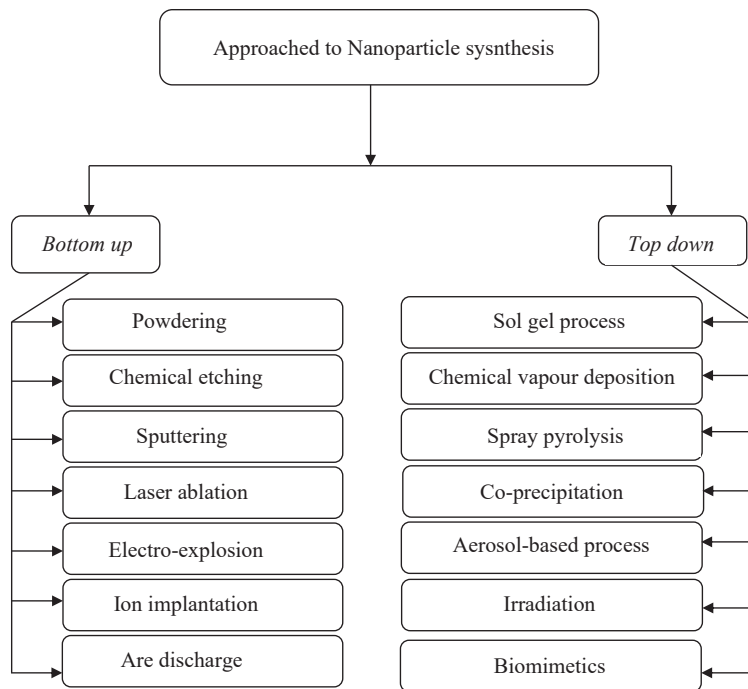 Approached to Nanoparticle sysnthesis
Bottom up
Top down
Powdering
Chemical etching
Sputtering
Laser ablation
Electro-explosion
Ion implantation
Are discharge
Sol gel process
Chemical vapour deposition
Spray pyrolysis
Co-precipitation
Aerosol-based process
Irradiation
Biomimetics